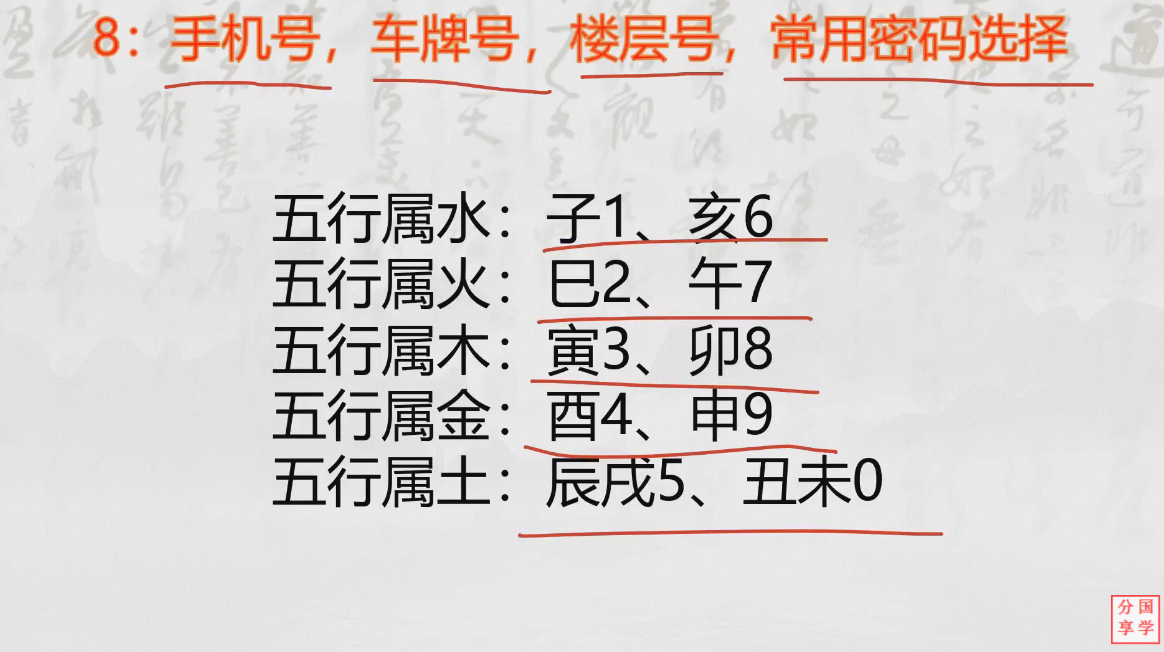 8：手机号，车牌号，楼层号，常用密码选择
五行属水：子1、亥6
五行属火：巳2、午7
五行属木：寅3、卯8
五行属金：酉4、申9
五行属土：辰戌5、丑未0
国学
分享